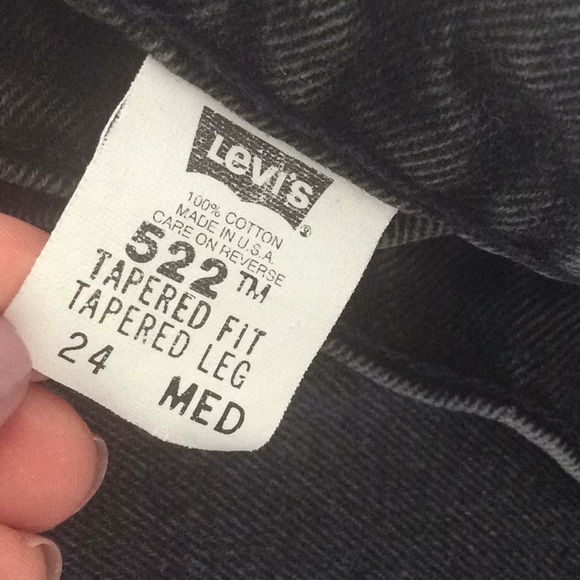 Levi's ®
100% COTTON
MADE IN U.S.A.
CARE ON REVERSE
522™
TAPERED FIT
TAPERED LEG
24 MED